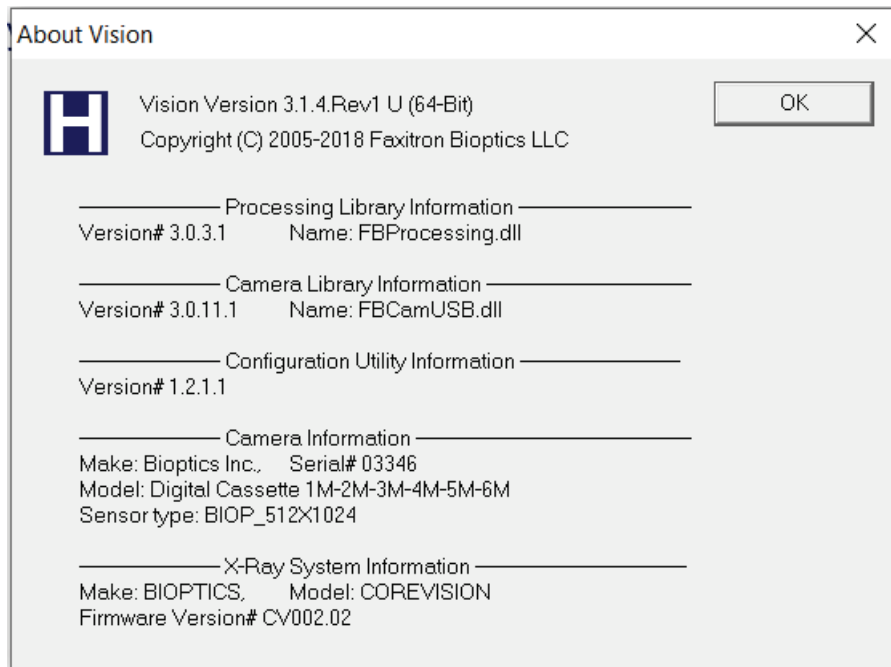 About Vision
H
Vision Version 3.1.4.Rev1 U (64-Bit)
OK
Copyright (C) 2005-2018 Faxitron Bioptics LLC
Processing Library Information
Version# 3.0.3.1 Name: FBProcessing.dll
Camera Library Information
Version# 3.0.11.1 Name: FBCamUSB.dll
Configuration Utility Information
Version# 1.2.1.1
Camera Information
Make: Bioptics Inc., Serial# 03346
Model: Digital Cassette 1M-2M-3M-4M-5M-6M
Sensor type: BIOP_512X1024
X-Ray System Information
Make: BIOPTICS, Model: COREVISION
Firmware Version# CV002.02